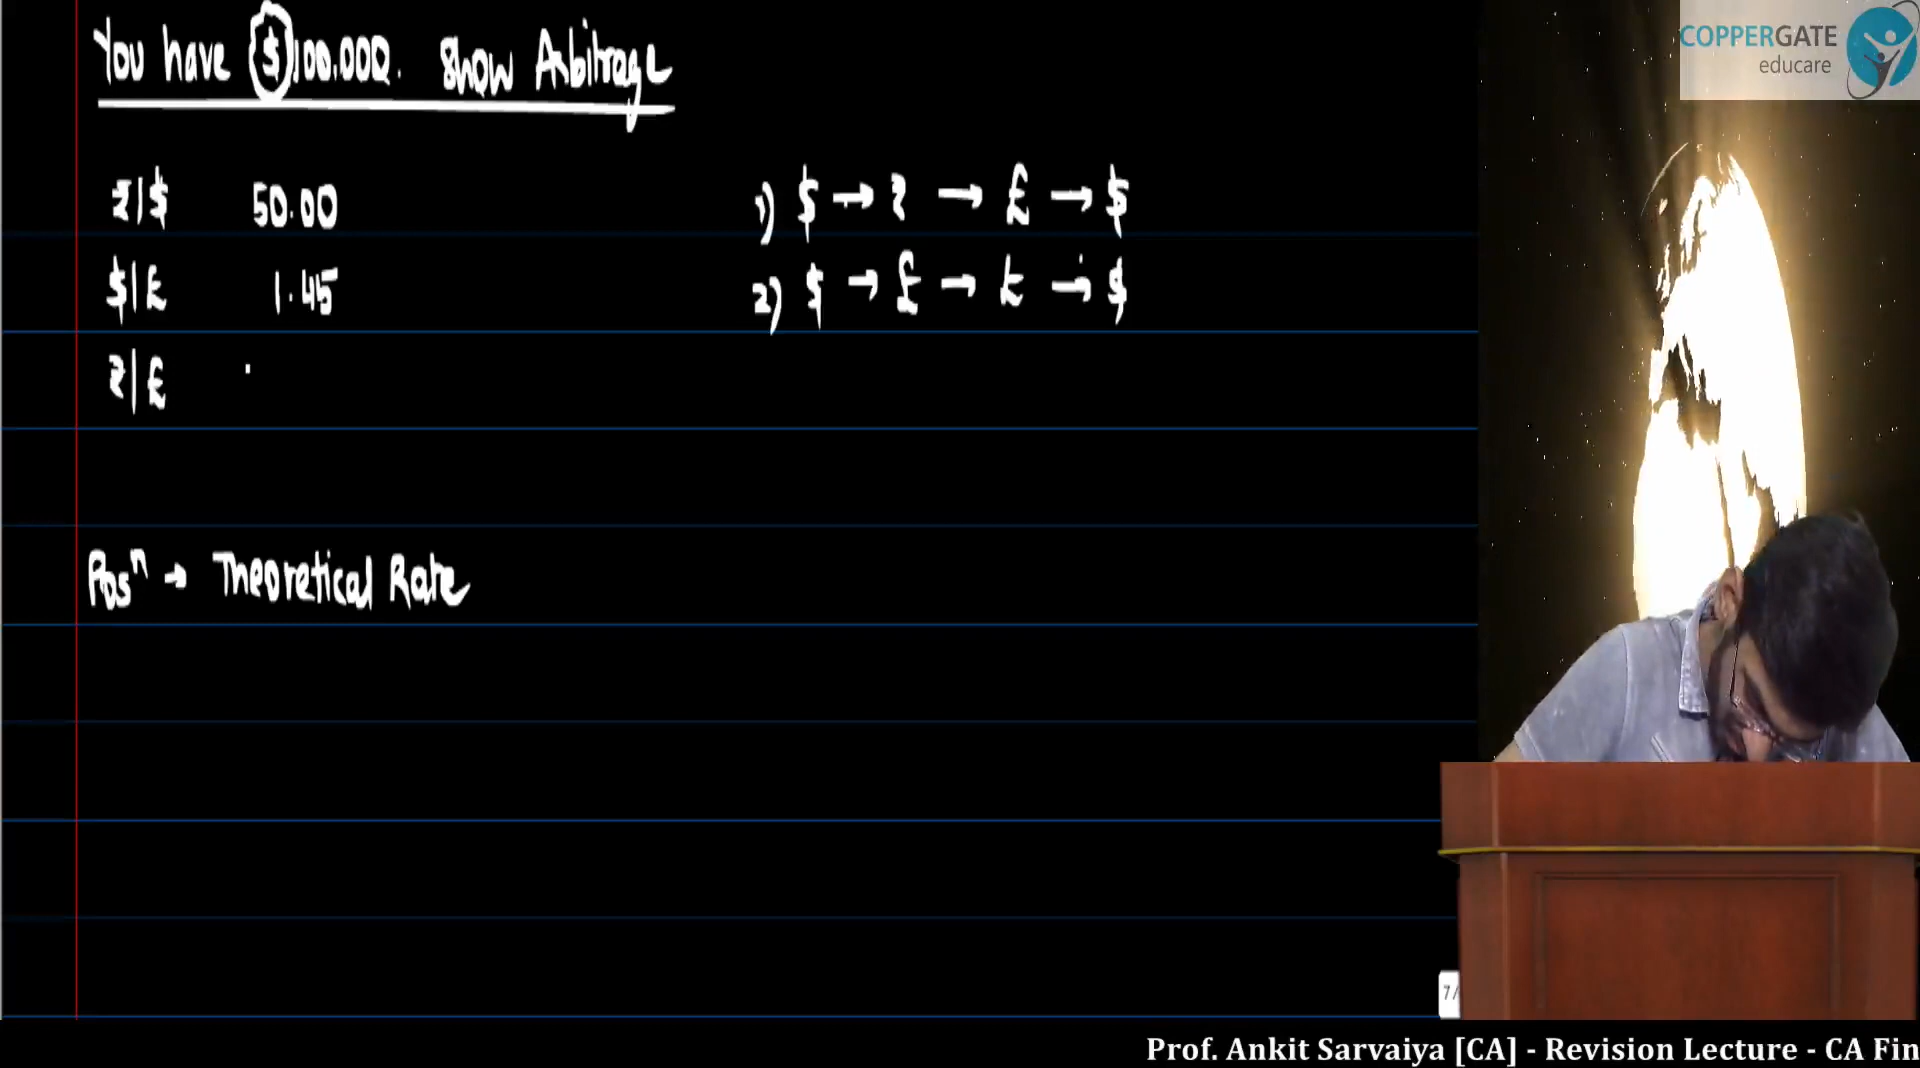 You have $100,000. Show Arbitrage
₹|$ 50.00
$|£ 1.45
₹|£
1) $ → ₹ → £ → $
2) $ → £ → ₹ → $
Posⁿ → Theoretical Rate
COPPERGATE
educare
7/
Prof. Ankit Sarvaiya [CA] - Revision Lecture - CA Fin